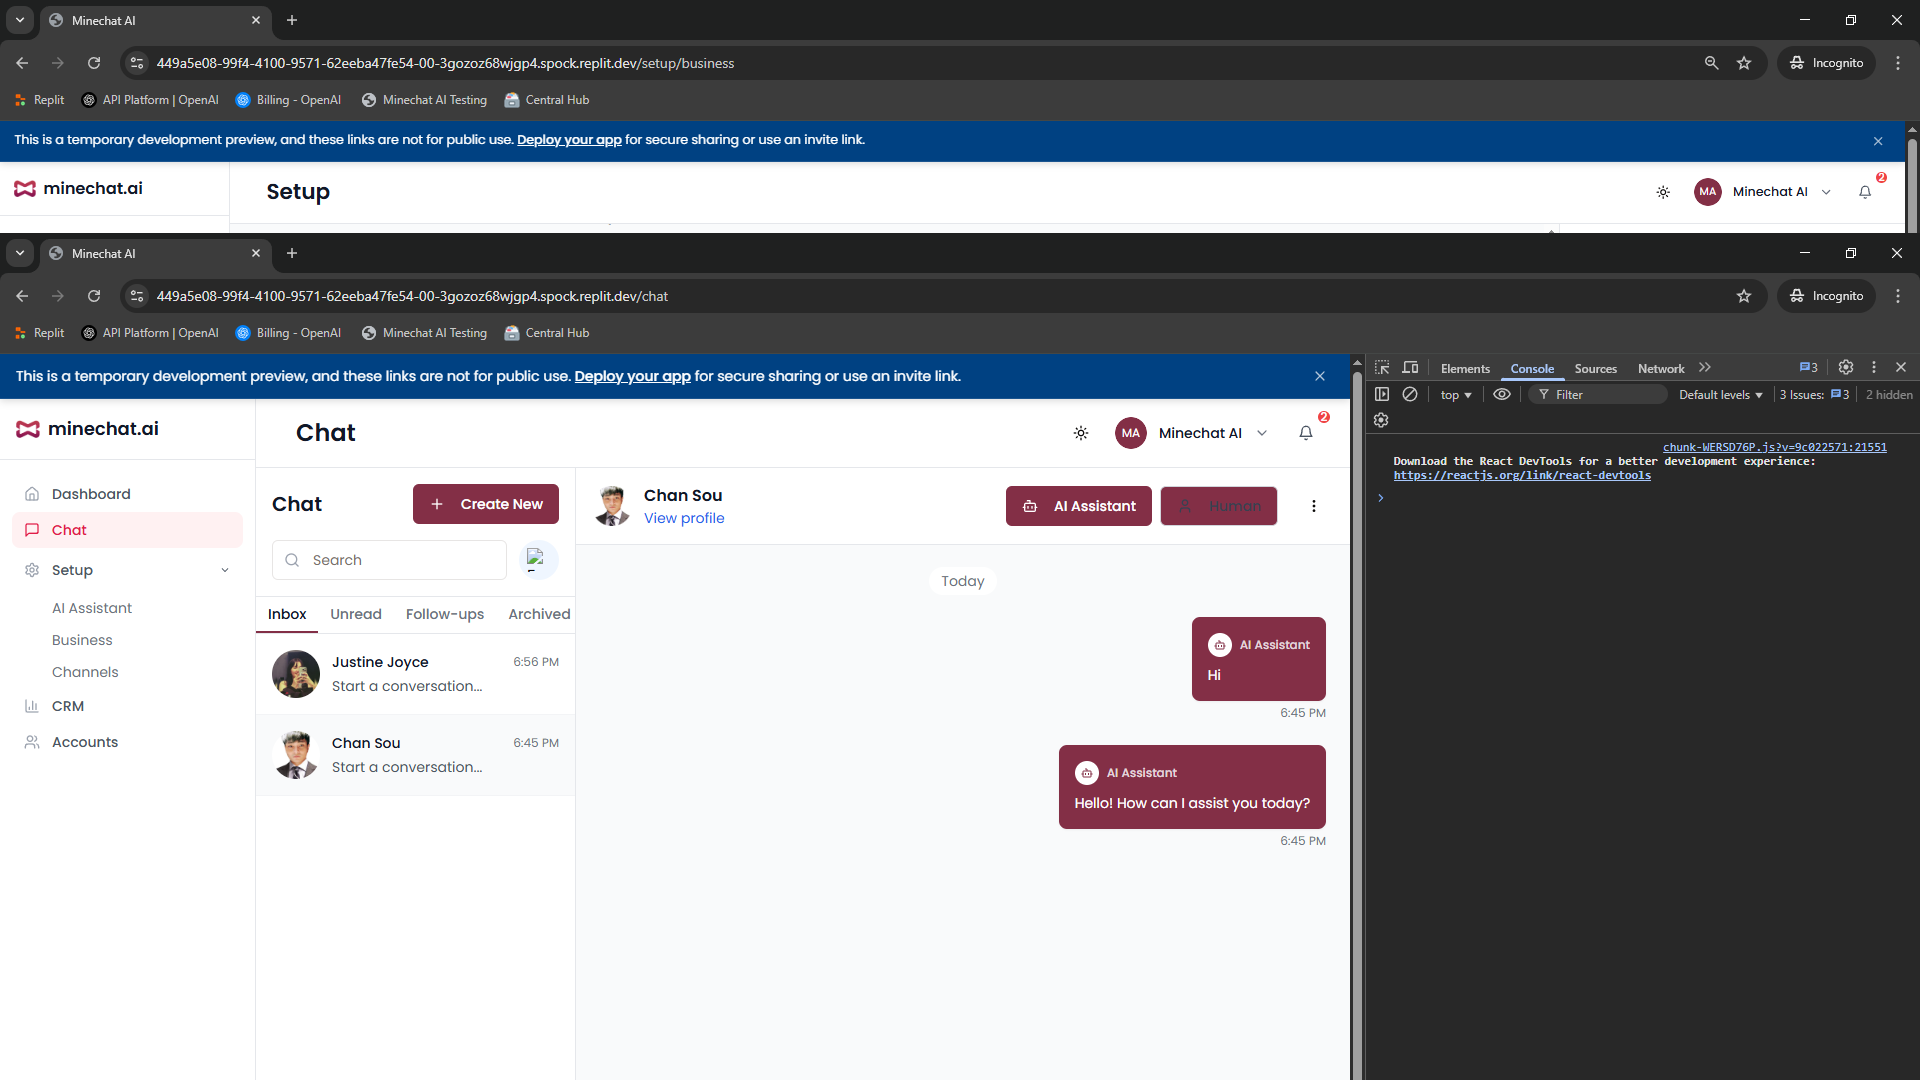 Minechat AI
449a5e08-99f4-4100-9571-62eeba47fe54-00-3gozoz68wjgp4.spock.replit.dev/setup/business
Incognito
Replit
API Platform | OpenAI
Billing - OpenAI
Minechat AI Testing
Central Hub
This is a temporary development preview, and these links are not for public use. Deploy your app for secure sharing or use an invite link.
minechat.ai
Setup
MA
Minechat AI
2
Minechat AI
449a5e08-99f4-4100-9571-62eeba47fe54-00-3gozoz68wjgp4.spock.replit.dev/chat
Incognito
Replit
API Platform | OpenAI
Billing - OpenAI
Minechat AI Testing
Central Hub
This is a temporary development preview, and these links are not for public use. Deploy your app for secure sharing or use an invite link.
minechat.ai
Chat
MA
Minechat AI
2
Dashboard
Chat
Setup
AI Assistant
Business
Channels
CRM
Accounts
Chat
Create New
Search
Inbox
Unread
Follow-ups
Archived
Justine Joyce
6:56 PM
Start a conversation...
Chan Sou
6:45 PM
Start a conversation...
Chan Sou
View profile
AI Assistant
Human
Today
AI Assistant
Hi
6:45 PM
AI Assistant
Hello! How can I assist you today?
6:45 PM
Elements
Console
Sources
Network
3
top
Filter
Default levels
3 Issues: 3
2 hidden
chunk-WERSD76P.js?v=9c022571:21551
Download the React DevTools for a better development experience:
https://reactjs.org/link/react-devtools